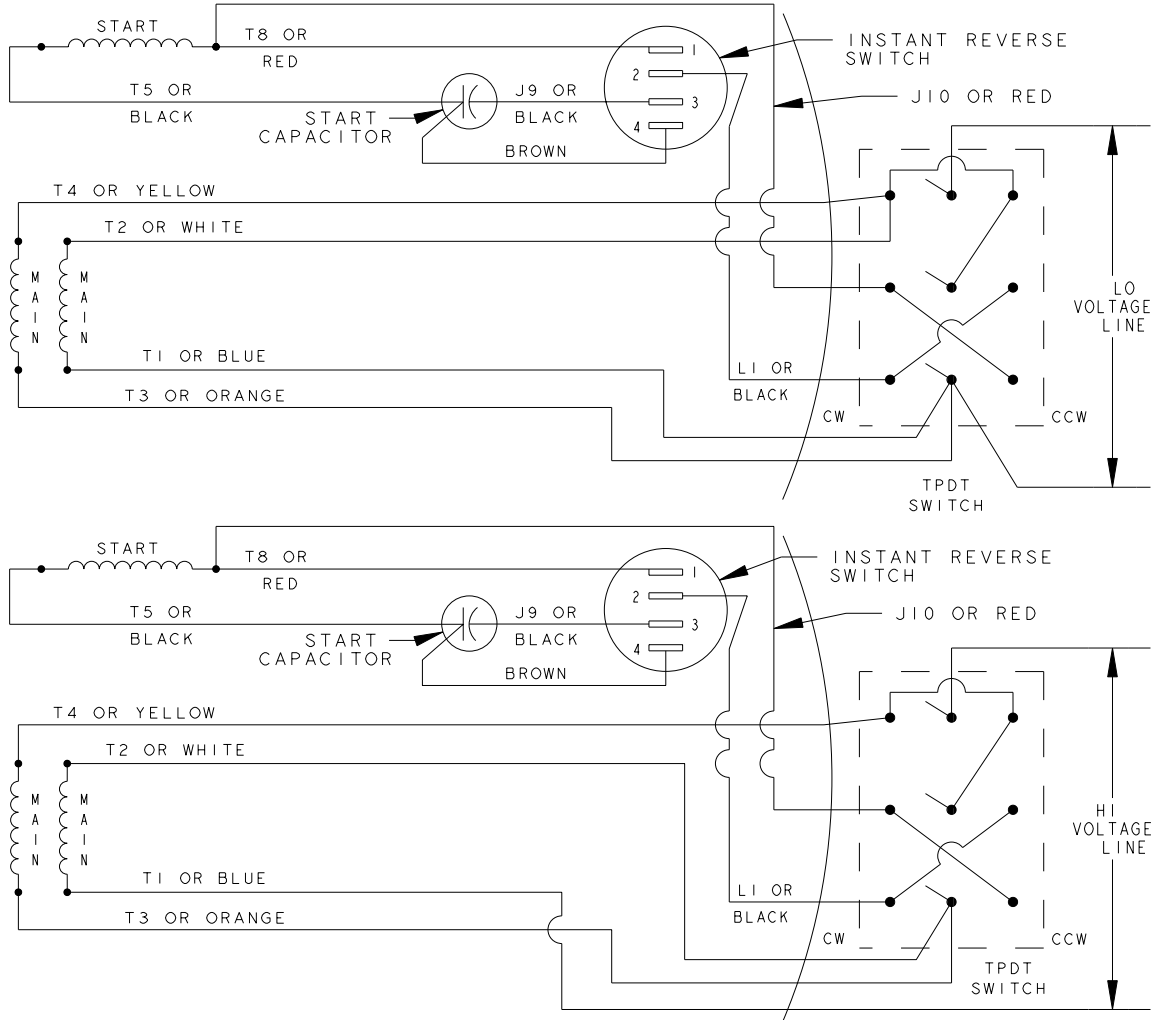 START
T8 OR
RED
1
INSTANT REVERSE
SWITCH
2
T5 OR
BLACK
START
CAPACITOR
J9 OR
BLACK
3
J10 OR RED
4
BROWN
T4 OR YELLOW
T2 OR WHITE
MAIN
MAIN
LO
VOLTAGE
LINE
T1 OR BLUE
T3 OR ORANGE
L1 OR
BLACK
CW
CCW
TPDT
SWITCH
START
T8 OR
RED
1
INSTANT REVERSE
SWITCH
2
T5 OR
BLACK
START
CAPACITOR
J9 OR
BLACK
3
J10 OR RED
4
BROWN
T4 OR YELLOW
T2 OR WHITE
MAIN
MAIN
HI
VOLTAGE
LINE
T1 OR BLUE
T3 OR ORANGE
L1 OR
BLACK
CW
CCW
TPDT
SWITCH